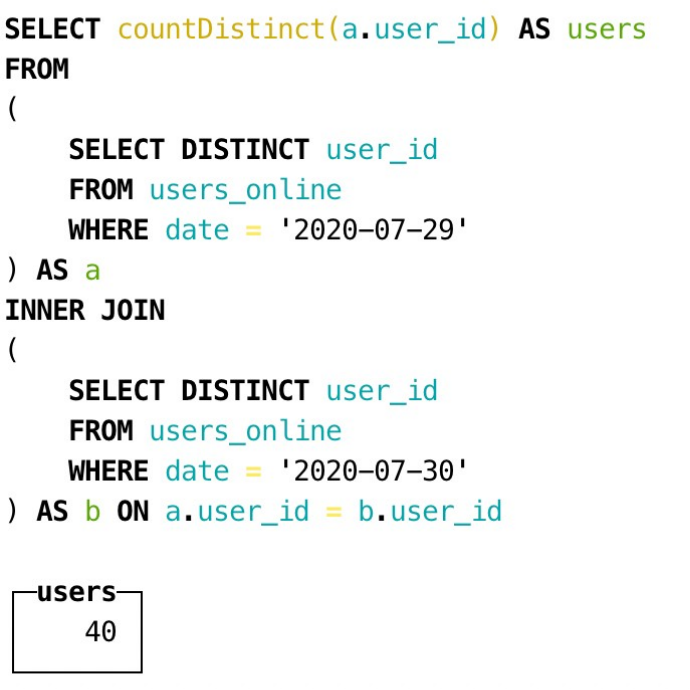 SELECT countDistinct(a.user_id) AS users
FROM
(
    SELECT DISTINCT user_id
    FROM users_online
    WHERE date = '2020-07-29'
) AS a
INNER JOIN
(
    SELECT DISTINCT user_id
    FROM users_online
    WHERE date = '2020-07-30'
) AS b ON a.user_id = b.user_id
users
40